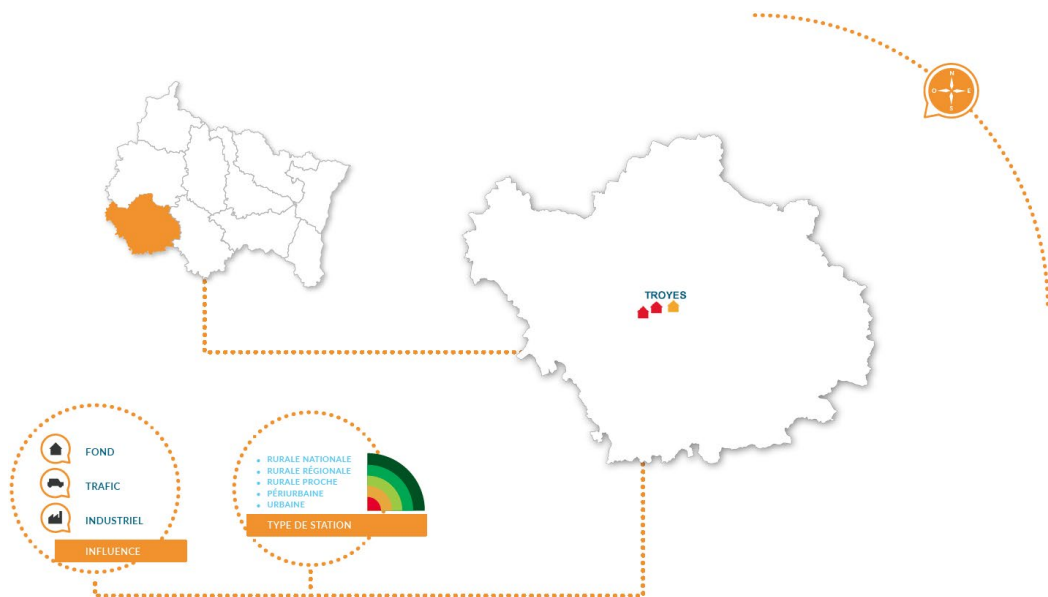 N
O E
S
TROYES
FOND
TRAFIC
INDUSTRIEL
INFLUENCE
RURALE NATIONALE
RURALE RÉGIONALE
RURALE PROCHE
PÉRIURBAINE
URBAINE
TYPE DE STATION